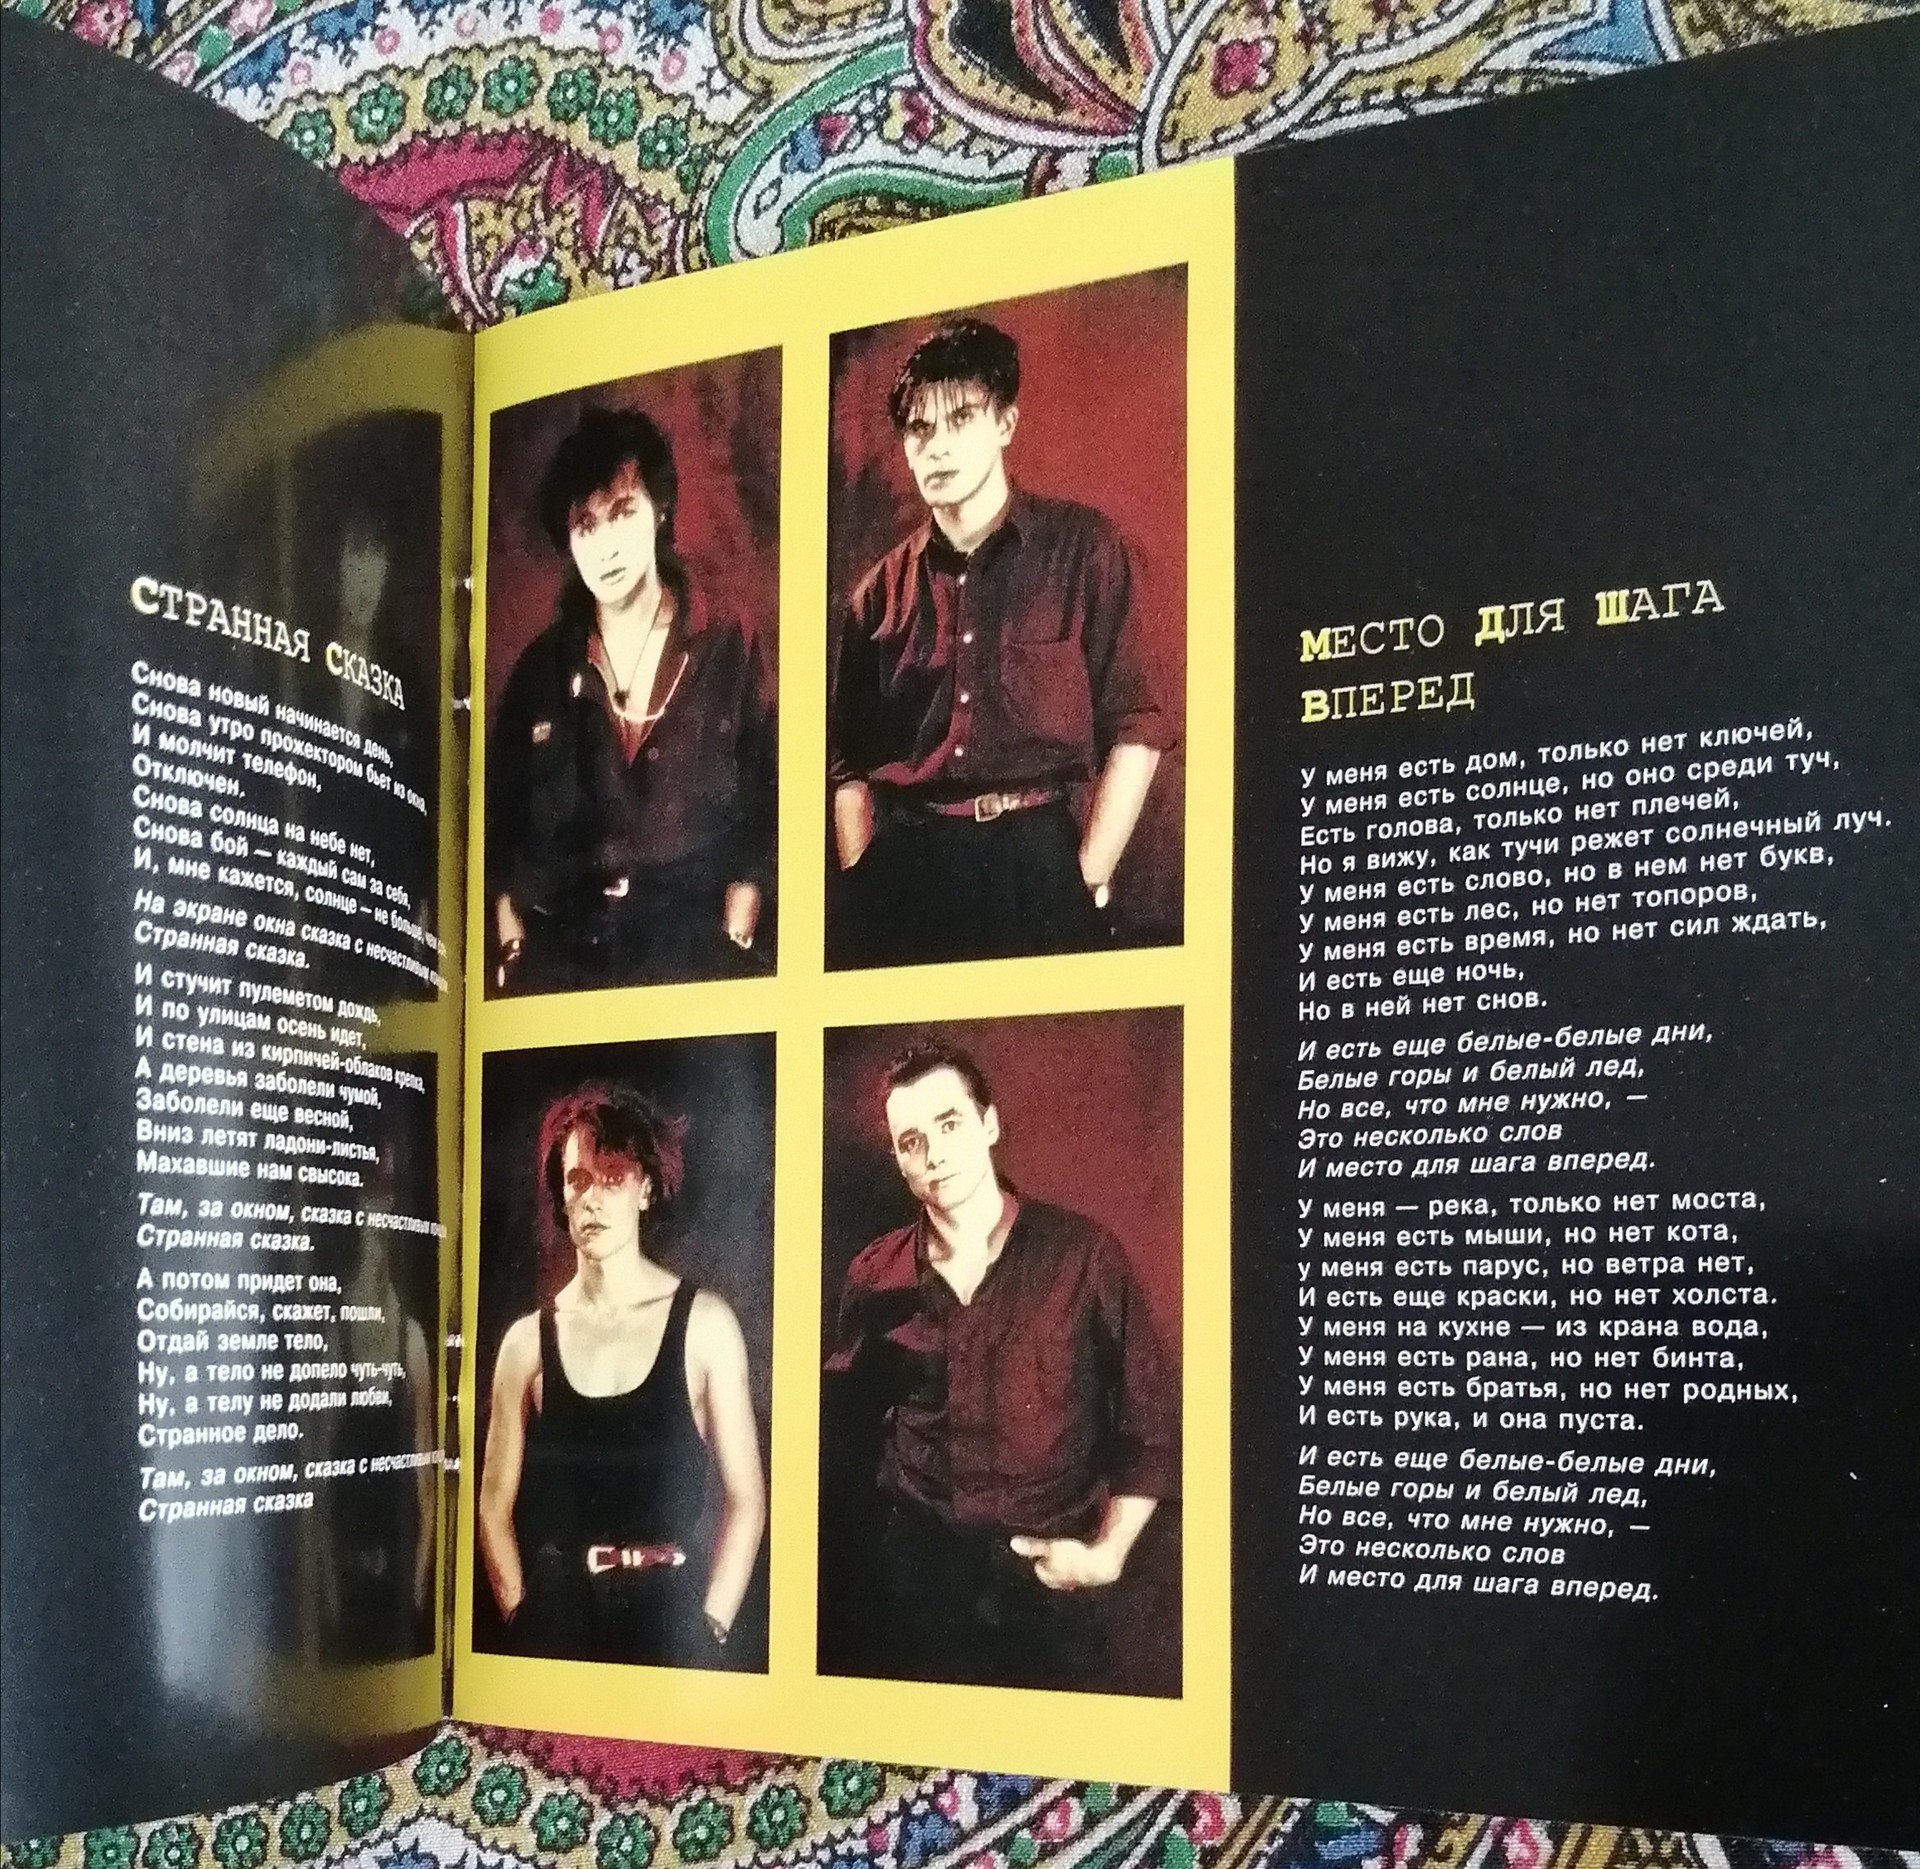 СТРАННАЯ СКАЗКА
Снова новый начинается день,
Снова утро прожектором бьет из окна,
И молчит телефон,
Отключен.
Снова солнца на небе нет,
Снова бой — каждый сам за себя,
И, мне кажется, солнце — не больше, чем
На экране окна сказка с несчастливым
Странная сказка.
И стучит пулеметом дождь,
И по улицам осень идет,
И стена из кирпичей-облаков крепка,
А деревья заболели чумой,
Заболели еще весной,
Вниз летят ладони-листья,
Махавшие нам свысока.
Там, за окном, сказка с несчастливым
Странная сказка.
А потом придет она,
Собирайся, скажет, пошли,
Отдай земле тело,
Ну, а тело не допело чуть-чуть,
Ну, а телу не додали любви,
Странное дело.
Там, за окном, сказка с несчастливым
Странная сказка
МЕСТО ДЛЯ ШАГА
ВПЕРЕД
У меня есть дом, только нет ключей,
У меня есть солнце, но оно среди туч,
Есть голова, только нет плечей,
Но я вижу, как тучи режет солнечный луч.
У меня есть слово, но в нем нет букв,
У меня есть лес, но нет топоров,
У меня есть время, но нет сил ждать,
И есть еще ночь,
Но в ней нет снов.
И есть еще белые-белые дни,
Белые горы и белый лед,
Но все, что мне нужно, —
Это несколько слов
И место для шага вперед.
У меня — река, только нет моста,
У меня есть мыши, но нет кота,
у меня есть парус, но ветра нет,
И есть еще краски, но нет холста.
У меня на кухне — из крана вода,
У меня есть рана, но нет бинта,
У меня есть братья, но нет родных,
И есть рука, и она пуста.
И есть еще белые-белые дни,
Белые горы и белый лед,
Но все, что мне нужно, —
Это несколько слов
И место для шага вперед.